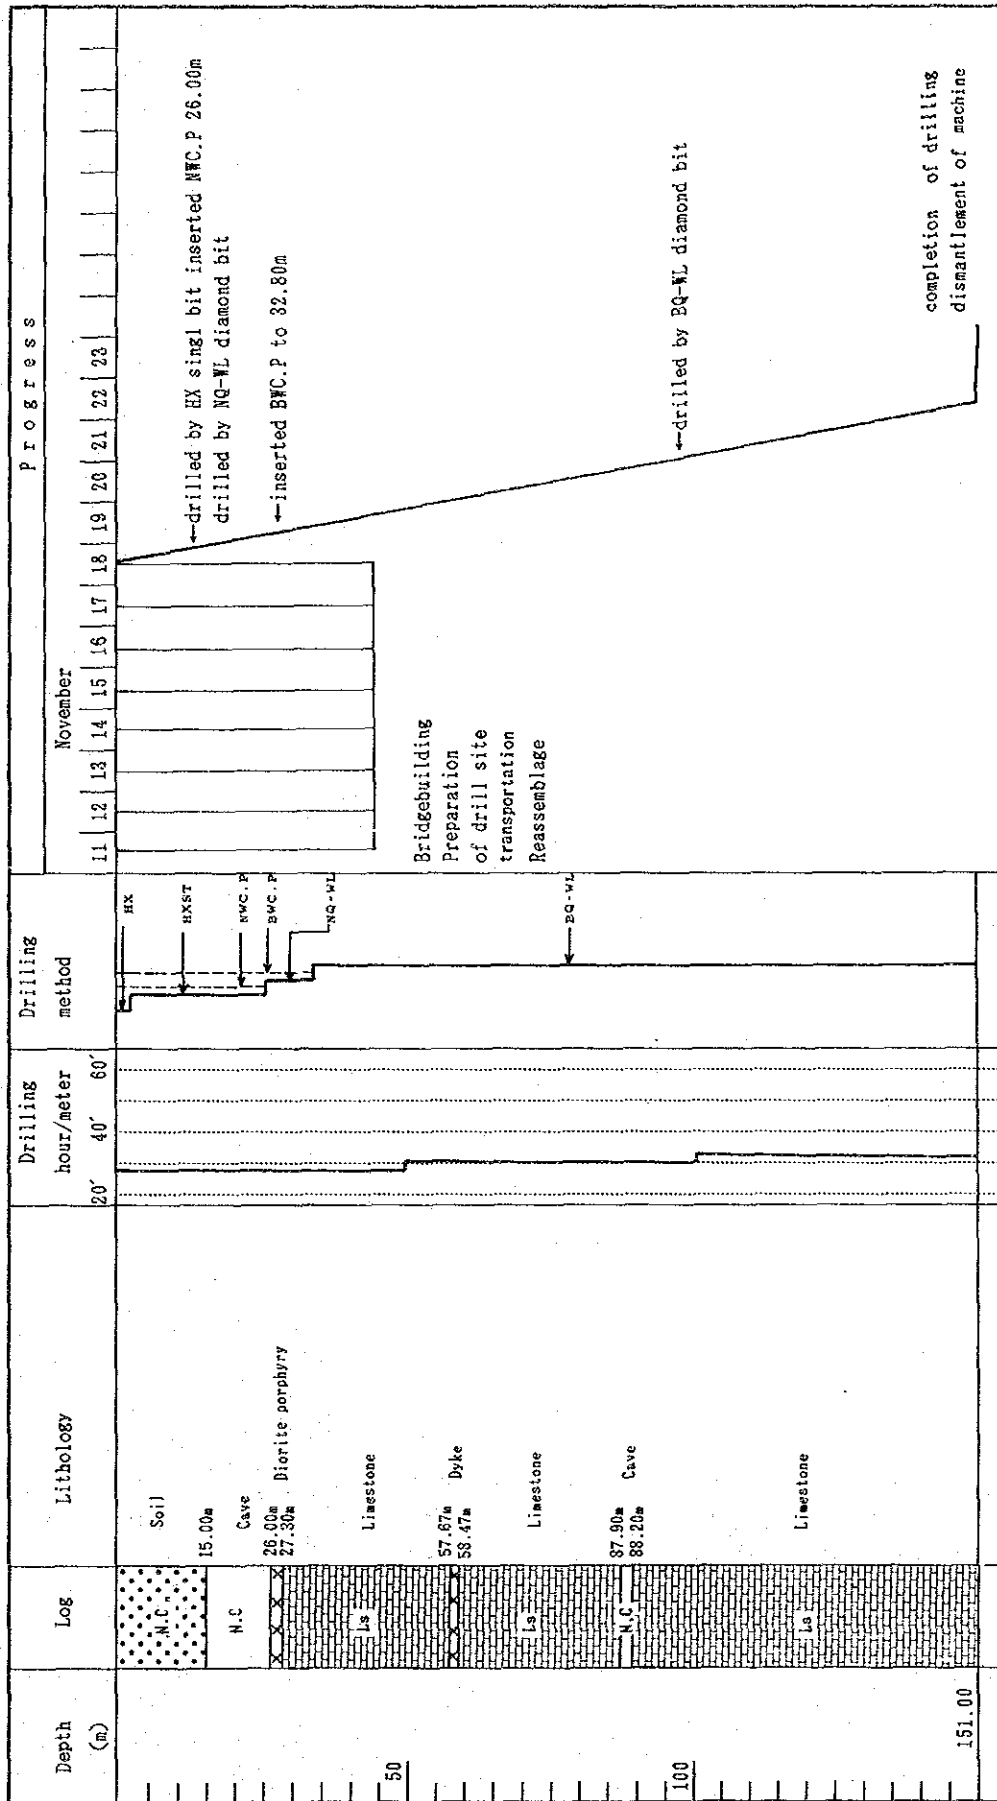 Depth
(m)
Log
Lithology
Drilling
hour/meter
20′ 40′ 60′
Drilling
method
Progress
November
11 12 13 14 15 16 17 18 19 20 21 22 23
N.C
Soil
15.00m
N.C
Cave
26.00m
27.30m
Diorite porphyry
Ls
Limestone
50
57.67m
58.47m
Dyke
Ls
Limestone
87.90m
88.20m
N.C
Cave
100
Ls
Limestone
151.00
HX
HXST
NWC.P
BWC.P
NQ-WL
BQ-WL
Bridgebuilding
Preparation
of drill site
transportation
Reassemblage
←drilled by HX singl bit inserted NWC.P 26.00m
drilled by NQ-WL diamond bit
←inserted BWC.P to 32.80m
←drilled by BQ-WL diamond bit
completion of drilling
dismantlement of machine